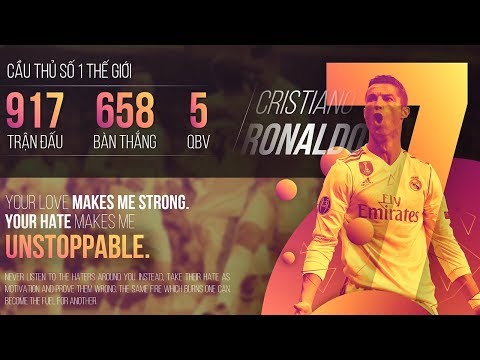 CẦU THỦ SỐ 1 THẾ GIỚI
917 658 5
TRẬN ĐẤU BÀN THẮNG QBV
CRISTIANO
RONALDO
7
Fly
Emirates
YOUR LOVE MAKES ME STRONG.
YOUR HATE MAKES ME
UNSTOPPABLE.
NEVER LISTEN TO THE HATERS AROUND YOU INSTEAD, TAKE THEIR HATE AS
MOTIVATION AND PROVE THEM WRONG. THE SAME FIRE WHICH BURNS ONE CAN
BECOME THE FUEL FOR ANOTHER.